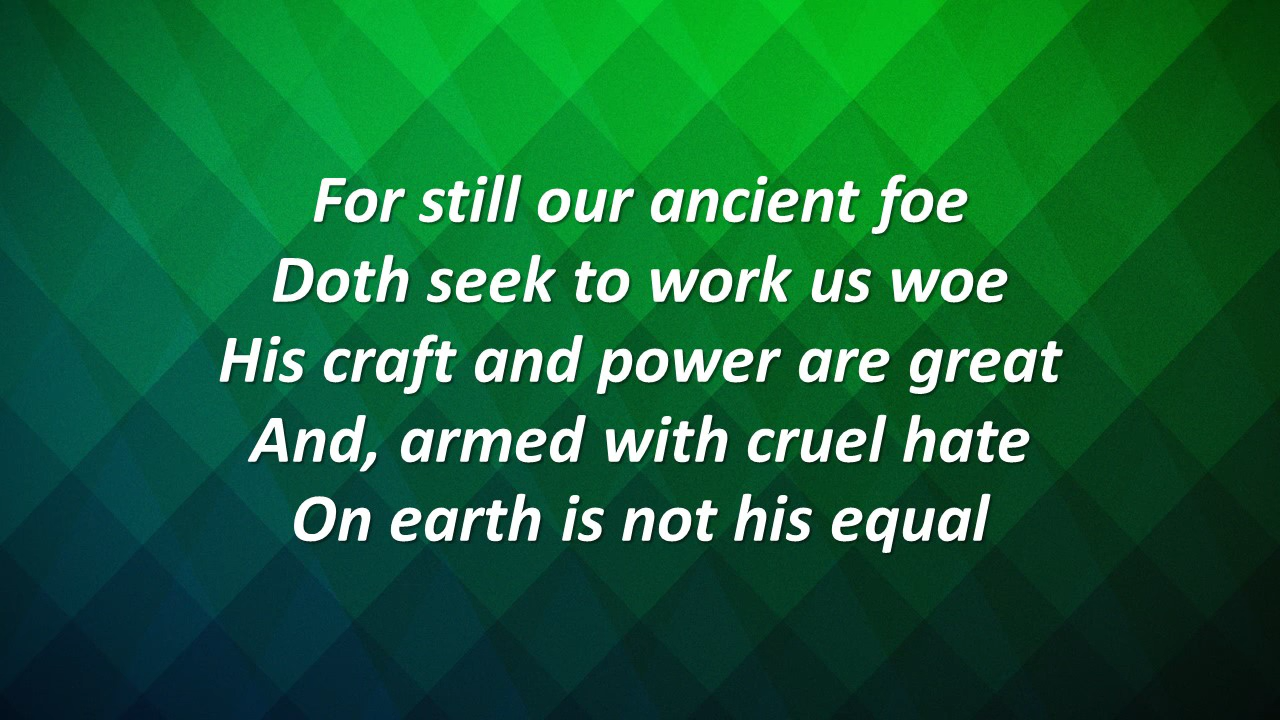 For still our ancient foe
Doth seek to work us woe
His craft and power are great
And, armed with cruel hate
On earth is not his equal